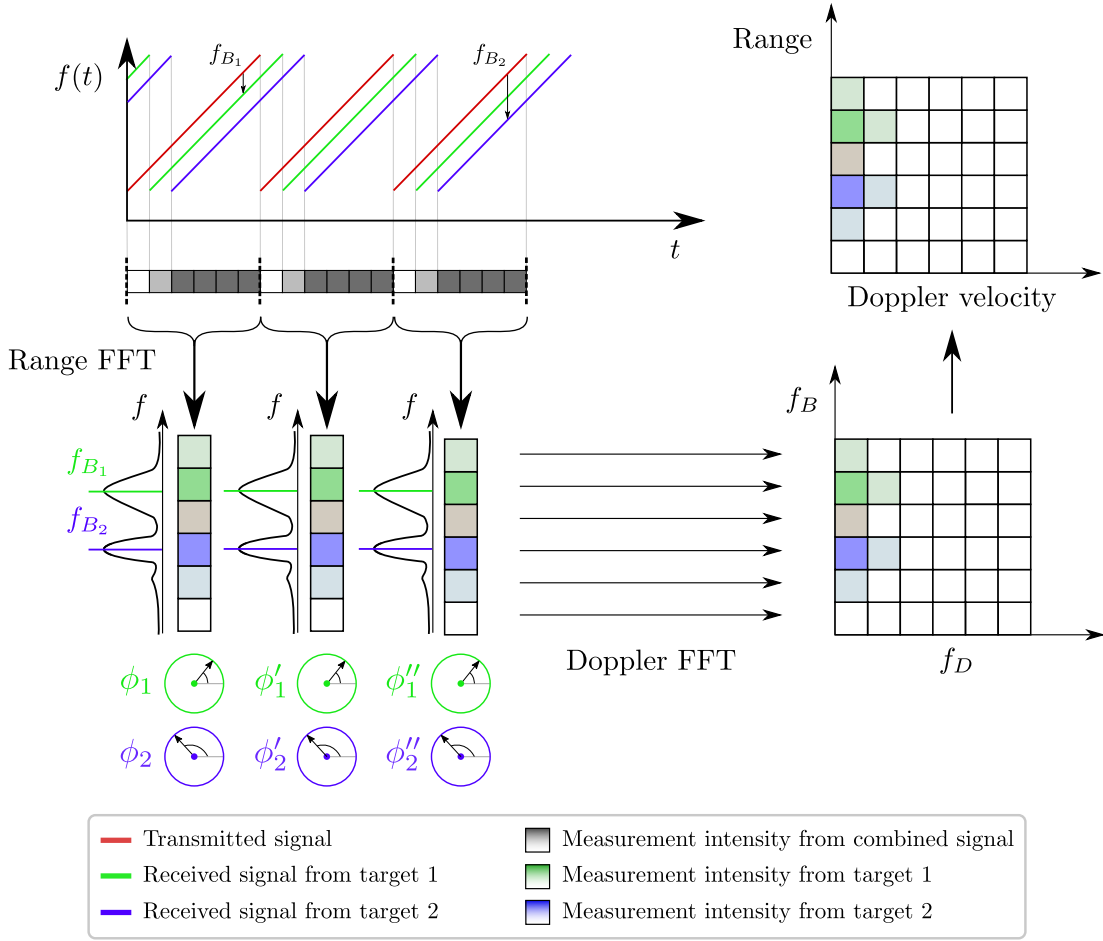 f(t)
f_{B_1}
f_{B_2}
t
Range
Doppler velocity
Range FFT
f
f
f
f_{B_1}
f_{B_2}
f_B
f_D
Doppler FFT
ϕ_1
ϕ'_1
ϕ''_1
ϕ_2
ϕ'_2
ϕ''_2
Transmitted signal
Received signal from target 1
Received signal from target 2
Measurement intensity from combined signal
Measurement intensity from target 1
Measurement intensity from target 2